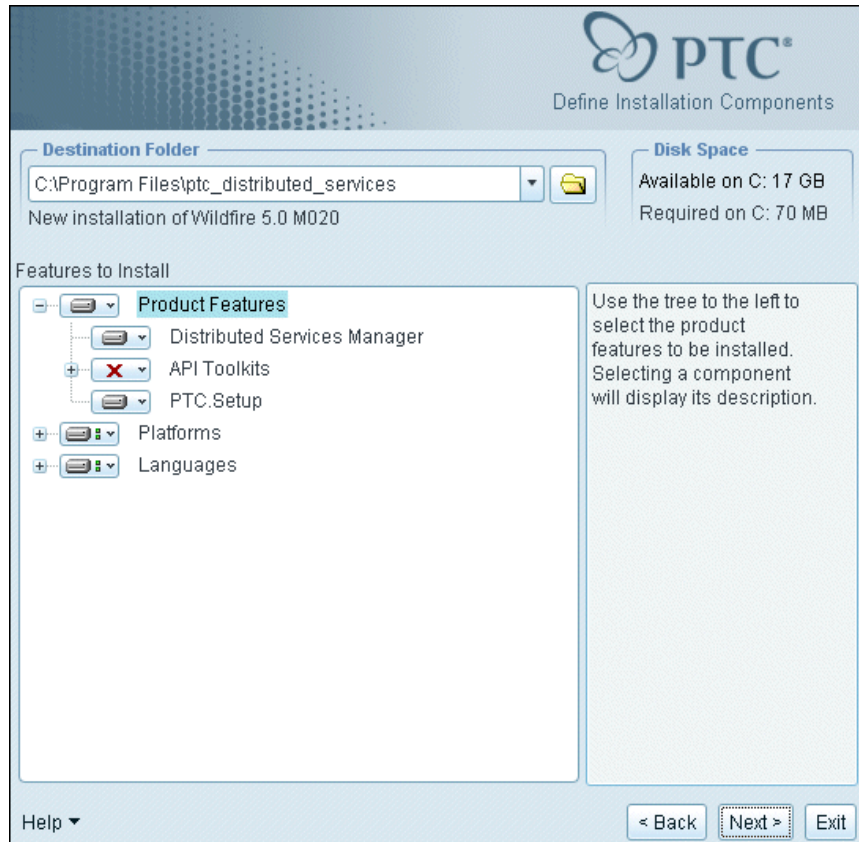 PTC®
Define Installation Components
Destination Folder
Disk Space
C:\Program Files\ptc_distributed_services
Available on C: 17 GB
New installation of Wildfire 5.0 M020
Required on C: 70 MB
Features to Install
Product Features
Distributed Services Manager
API Toolkits
PTC.Setup
Platforms
Languages
Use the tree to the left to
select the product
features to be installed.
Selecting a component
will display its description.
Help
< Back
Next >
Exit